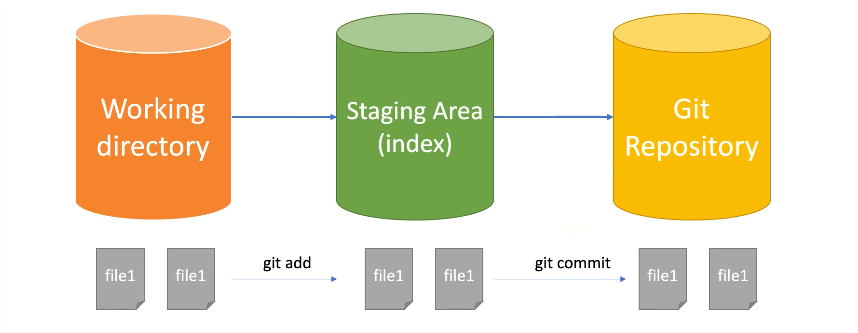 Working
directory
Staging Area
(index)
Git
Repository
file1
file1
git add
file1
file1
git commit
file1
file1